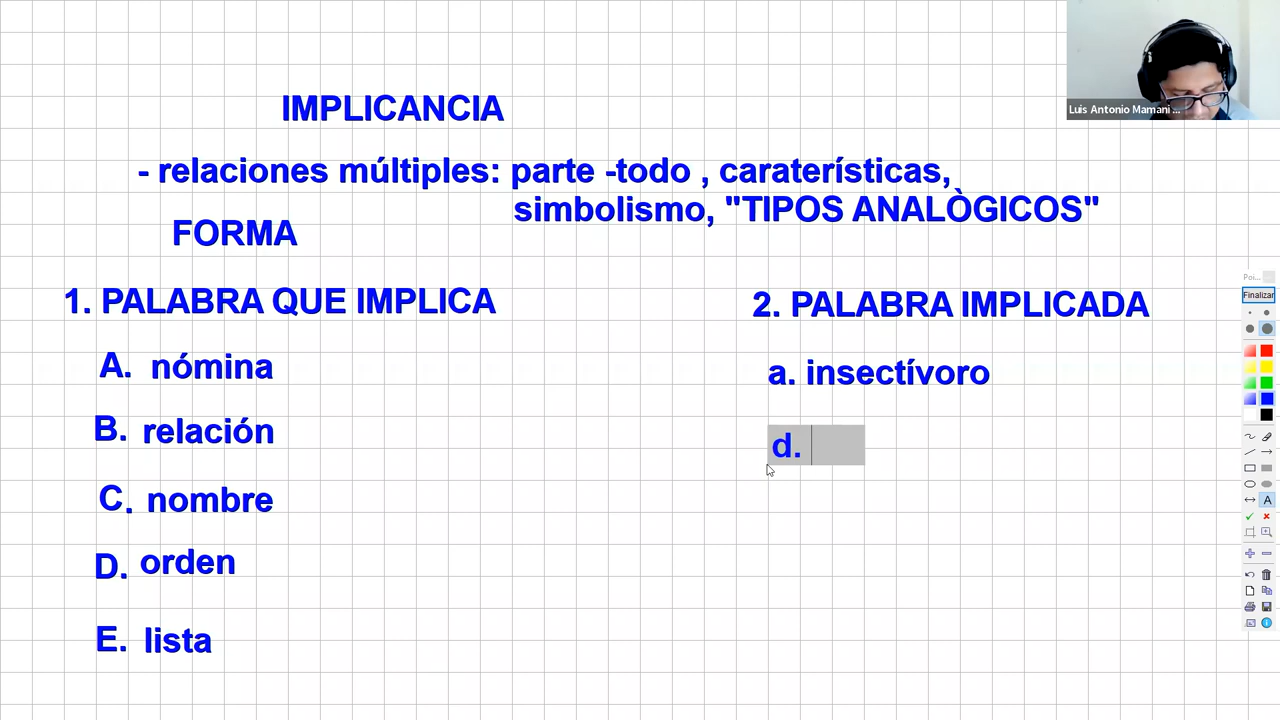 Luis Antonio Mamani ...
IMPLICANCIA
- relaciones múltiples: parte -todo , caraterísticas,
simbolismo, "TIPOS ANALÒGICOS"
FORMA
1. PALABRA QUE IMPLICA
A. nómina
B. relación
C. nombre
D. orden
E. lista
2. PALABRA IMPLICADA
a. insectívoro
d.
Poi...
Finalizar
A